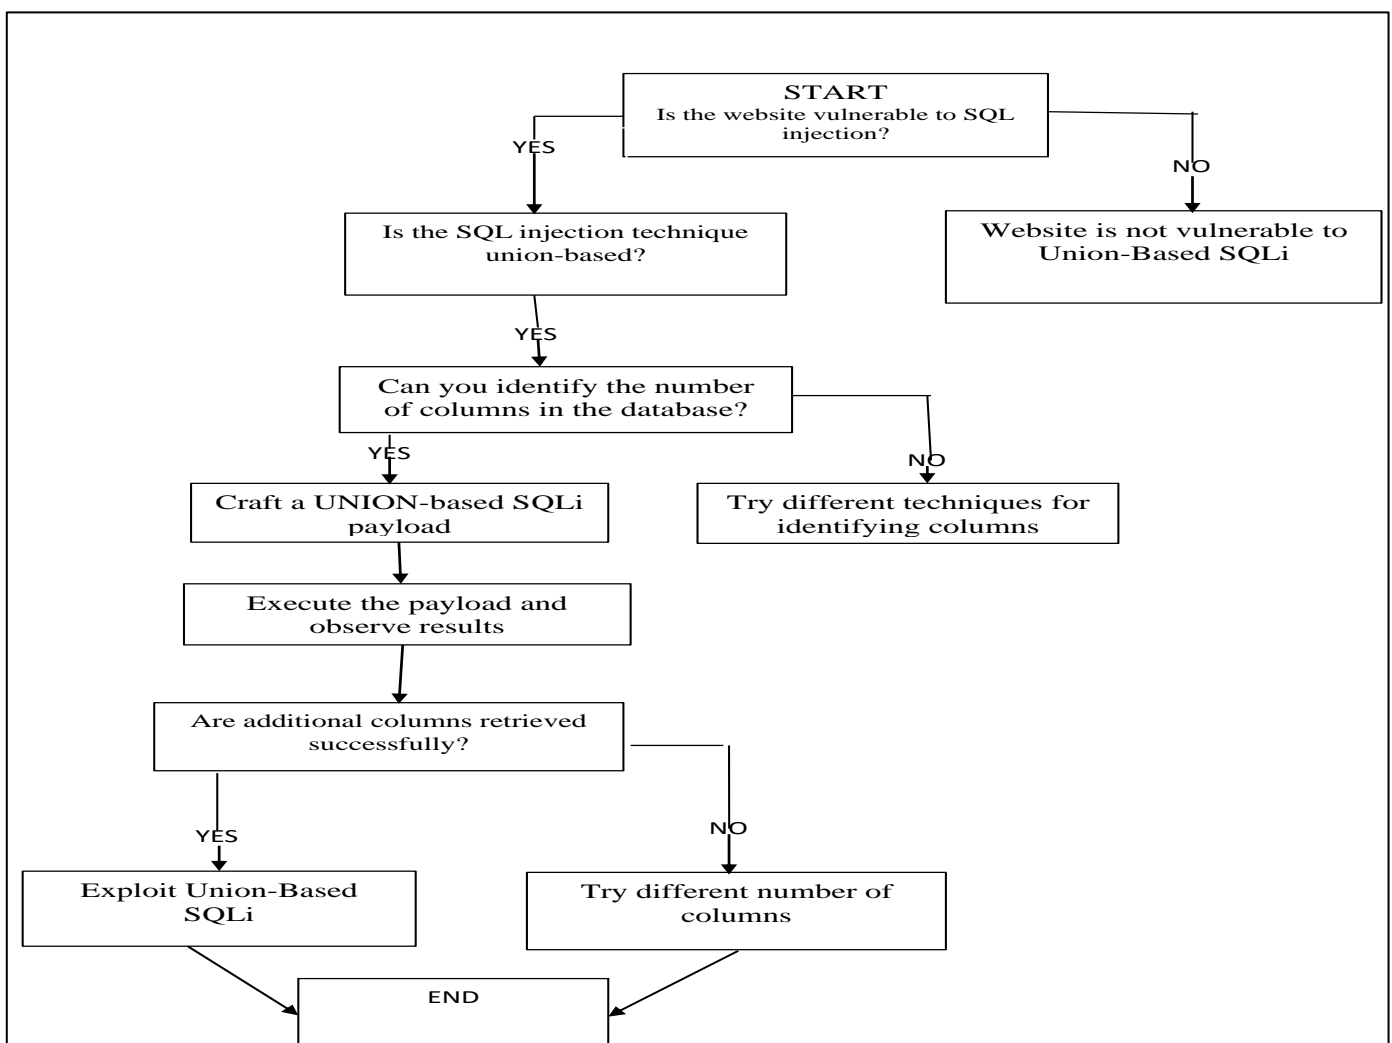 START
Is the website vulnerable to SQL
injection?
YES
NO
Is the SQL injection technique
union-based?
Website is not vulnerable to
Union-Based SQLi
YES
Can you identify the number
of columns in the database?
YES
NO
Craft a UNION-based SQLi
payload
Try different techniques for
identifying columns
Execute the payload and
observe results
Are additional columns retrieved
successfully?
YES
NO
Exploit Union-Based
SQLi
Try different number of
columns
END